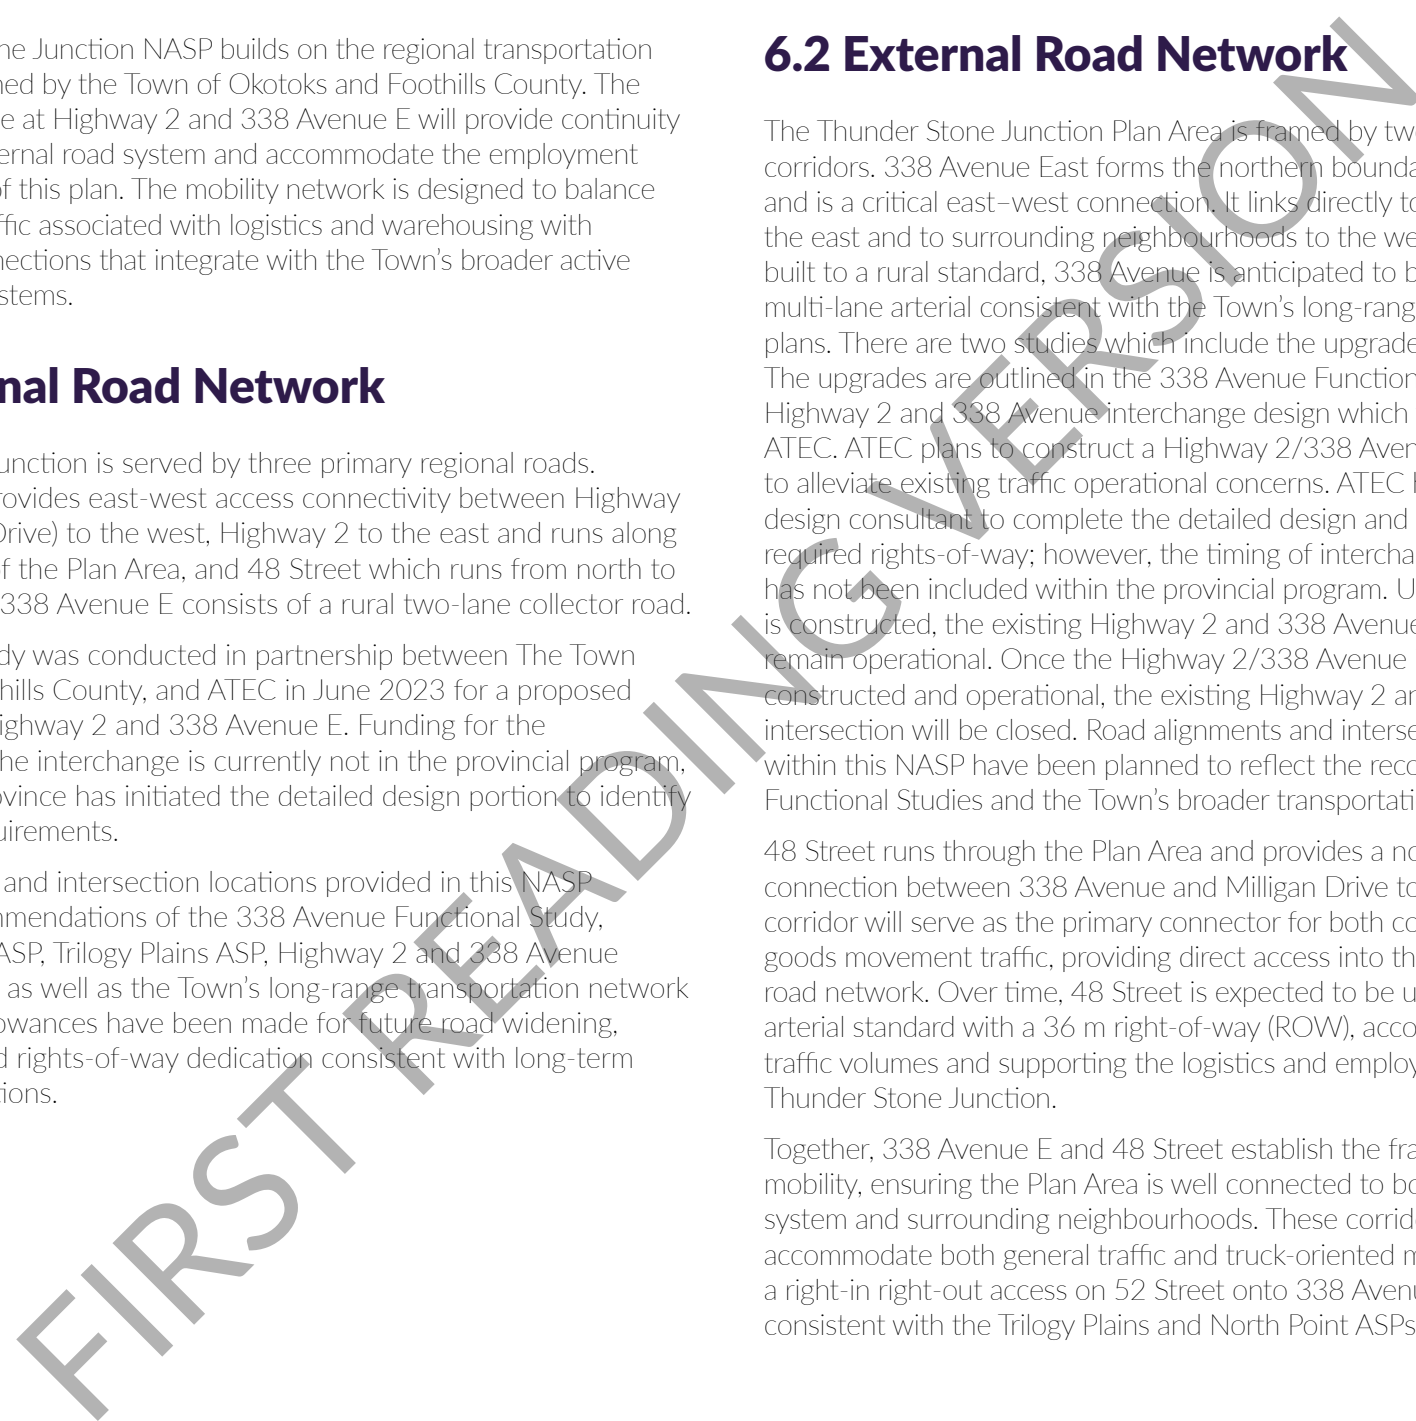 ne Junction NASP builds on the regional transportation
ned by the Town of Okotoks and Foothills County. The
e at Highway 2 and 338 Avenue E will provide continuity
ernal road system and accommodate the employment
of this plan. The mobility network is designed to balance
ffic associated with logistics and warehousing with
nections that integrate with the Town’s broader active
stems.
nal Road Network
unction is served by three primary regional roads.
rovides east-west access connectivity between Highway
Drive) to the west, Highway 2 to the east and runs along
of the Plan Area, and 48 Street which runs from north to
338 Avenue E consists of a rural two-lane collector road.
dy was conducted in partnership between The Town
hills County, and ATEC in June 2023 for a proposed
ighway 2 and 338 Avenue E. Funding for the
he interchange is currently not in the provincial program,
ovince has initiated the detailed design portion to identify
uirements.
and intersection locations provided in this NASP
mmendations of the 338 Avenue Functional Study,
ASP, Trilogy Plains ASP, Highway 2 and 338 Avenue
as well as the Town’s long-range transportation network
owances have been made for future road widening,
d rights-of-way dedication consistent with long-term
tions.
6.2 External Road Network
The Thunder Stone Junction Plan Area is framed by tw
corridors. 338 Avenue East forms the northern bounda
and is a critical east–west connection. It links directly to
the east and to surrounding neighbourhoods to the we
built to a rural standard, 338 Avenue is anticipated to b
multi-lane arterial consistent with the Town’s long-rang
plans. There are two studies which include the upgrade
The upgrades are outlined in the 338 Avenue Function
Highway 2 and 338 Avenue interchange design which
ATEC. ATEC plans to construct a Highway 2/338 Aven
to alleviate existing traffic operational concerns. ATEC h
design consultant to complete the detailed design and
required rights-of-way; however, the timing of intercha
has not been included within the provincial program. U
is constructed, the existing Highway 2 and 338 Avenue
remain operational. Once the Highway 2/338 Avenue
constructed and operational, the existing Highway 2 an
intersection will be closed. Road alignments and interse
within this NASP have been planned to reflect the reco
Functional Studies and the Town’s broader transportati
48 Street runs through the Plan Area and provides a no
connection between 338 Avenue and Milligan Drive to
corridor will serve as the primary connector for both co
goods movement traffic, providing direct access into th
road network. Over time, 48 Street is expected to be u
arterial standard with a 36 m right-of-way (ROW), acco
traffic volumes and supporting the logistics and employ
Thunder Stone Junction.
Together, 338 Avenue E and 48 Street establish the fra
mobility, ensuring the Plan Area is well connected to bo
system and surrounding neighbourhoods. These corrid
accommodate both general traffic and truck-oriented m
a right-in right-out access on 52 Street onto 338 Avenu
consistent with the Trilogy Plains and North Point ASPs
FIRST READING VERSION